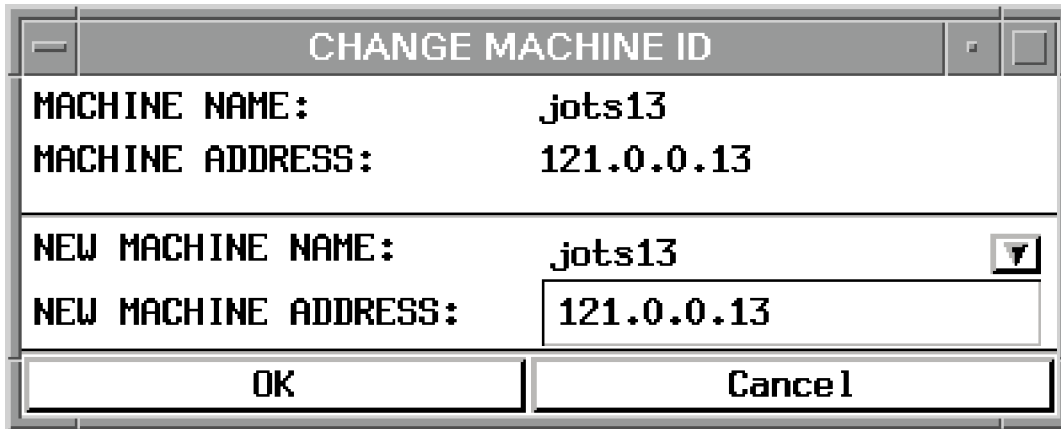 CHANGE MACHINE ID
MACHINE NAME: jots13
MACHINE ADDRESS: 121.0.0.13
NEW MACHINE NAME: jots13
NEW MACHINE ADDRESS: 121.0.0.13
OK Cancel